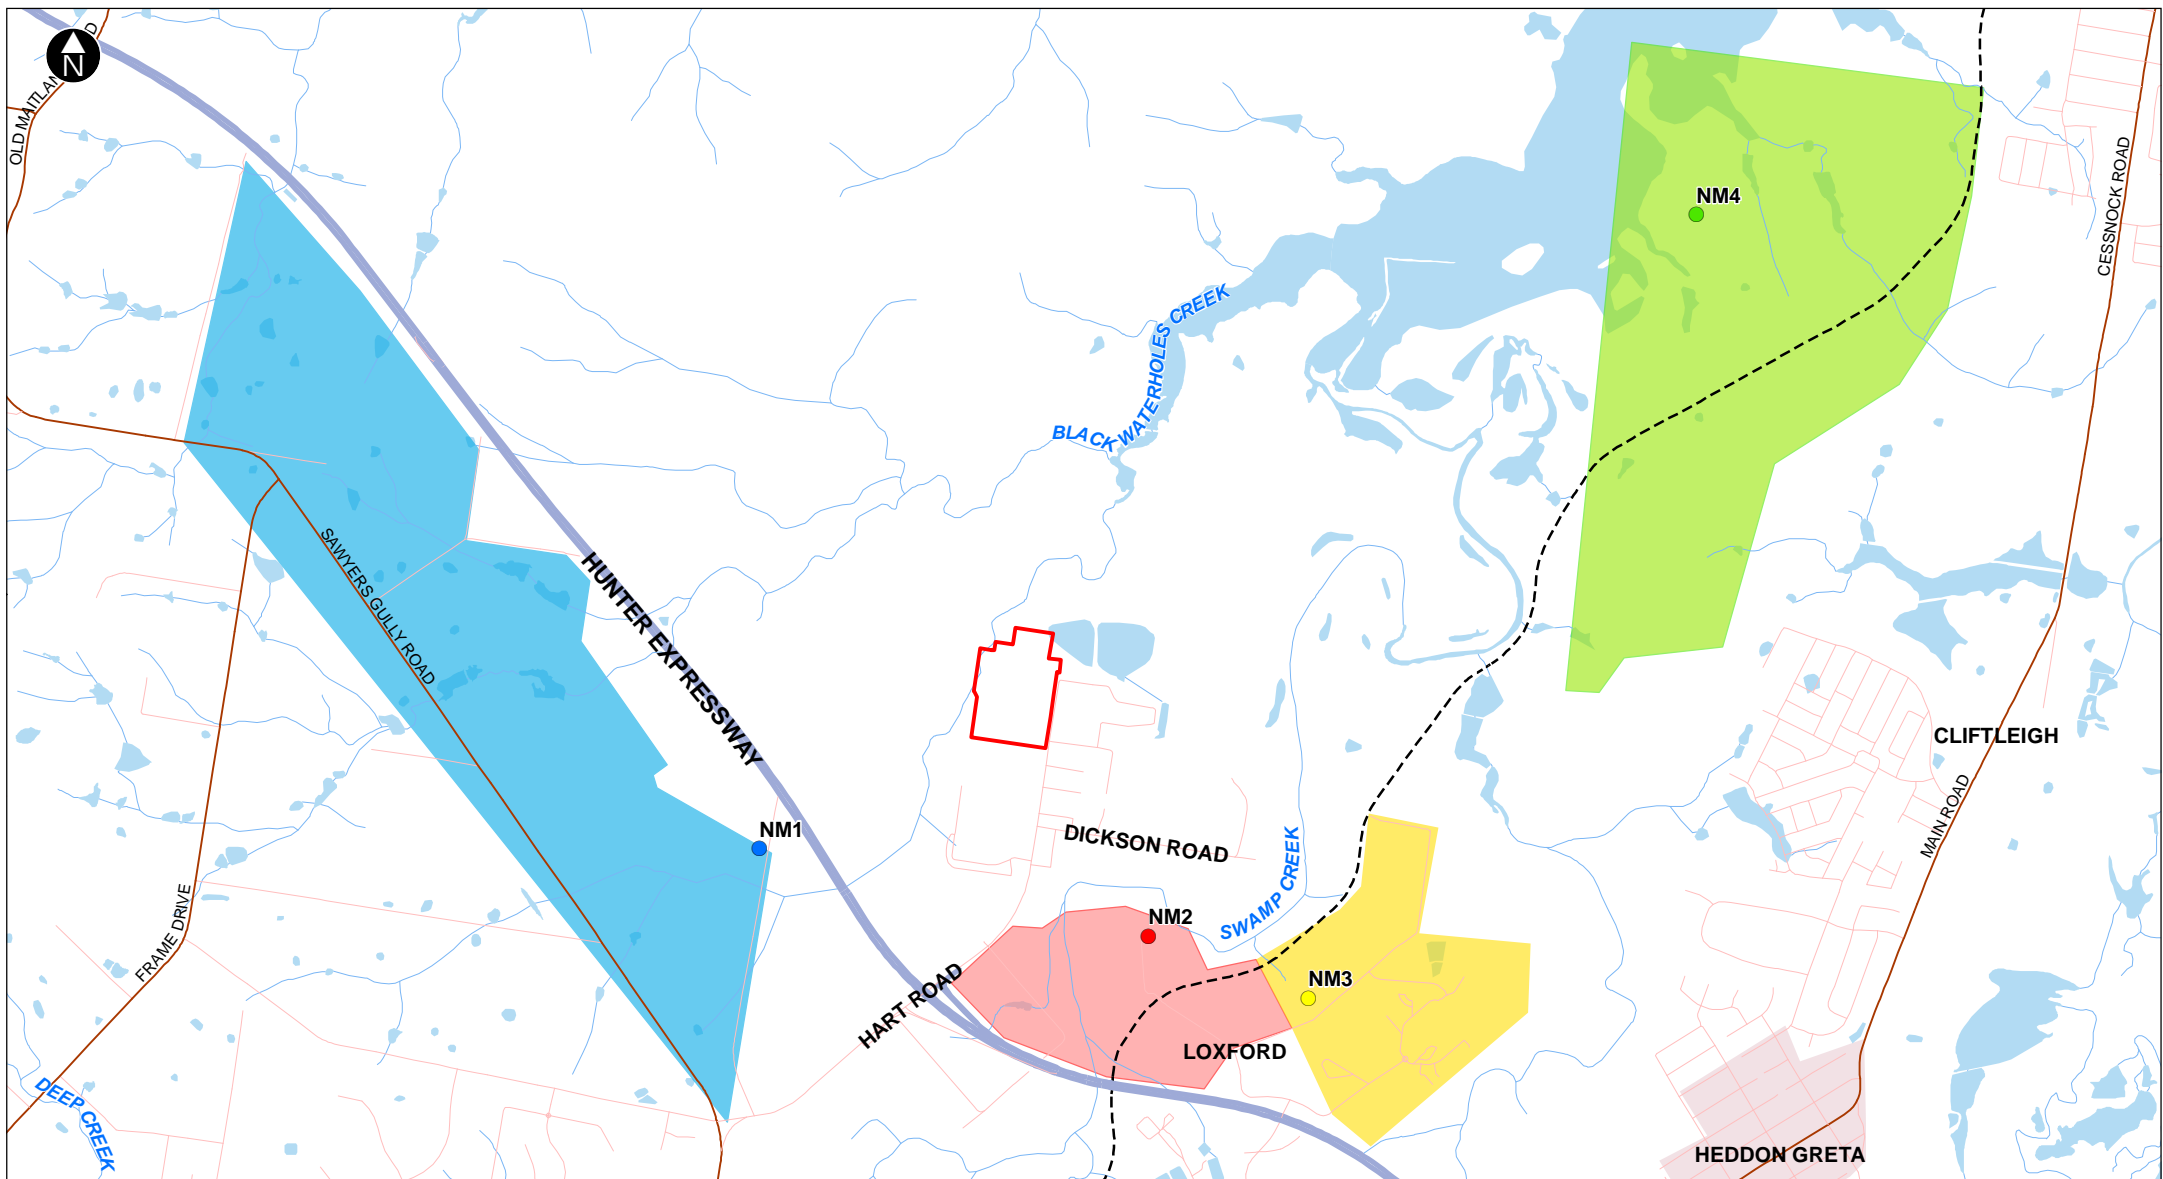 N
OLD MAITLAND
CESSNOCK ROAD
NM4
BLACK WATERHOLES CREEK
HUNTER EXPRESSWAY
SAWYERS GULLY ROAD
CLIFTLEIGH
MAIN ROAD
NM1
DICKSON ROAD
SWAMP CREEK
FRAME DRIVE
NM2
HART ROAD
NM3
LOXFORD
DEEP CREEK
HEDDON GRETA